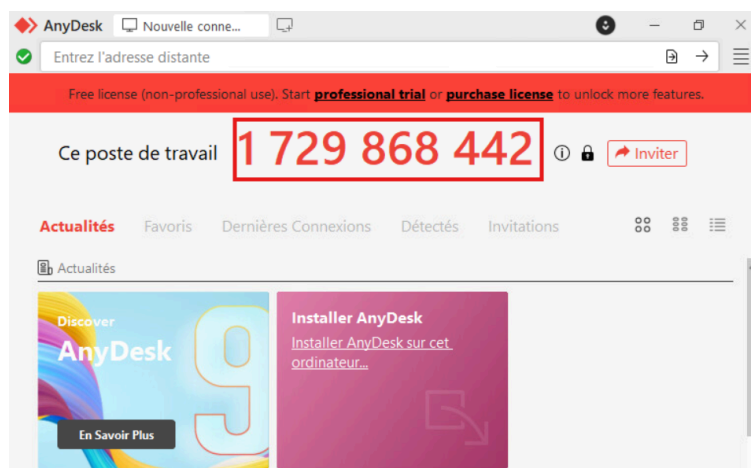 AnyDesk Nouvelle conne...
Entrez l'adresse distante
Free license (non-professional use). Start professional trial or purchase license to unlock more features.
Ce poste de travail 1 729 868 442 Inviter
Actualités Favoris Dernières Connexions Détectés Invitations
Actualités
Discover
AnyDesk
9
En Savoir Plus
Installer AnyDesk
Installer AnyDesk sur cet
ordinateur...